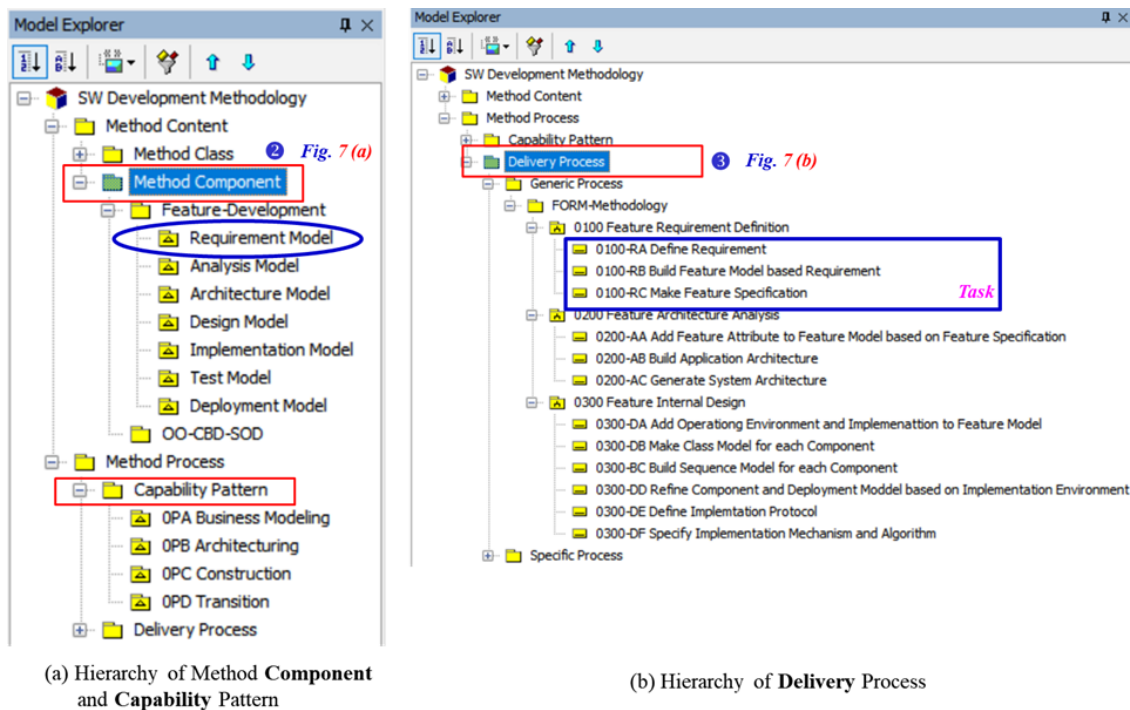 Model Explorer
SW Development Methodology
Method Content
Method Class ❷ Fig. 7 (a)
Method Component
Feature-Development
Requirement Model
Analysis Model
Architecture Model
Design Model
Implementation Model
Test Model
Deployment Model
OO-CBD-SOD
Method Process
Capability Pattern
0PA Business Modeling
0PB Architecturing
0PC Construction
0PD Transition
Delivery Process
(a) Hierarchy of Method Component
and Capability Pattern
Model Explorer
SW Development Methodology
Method Content
Method Process
Capability Pattern
Delivery Process ❸ Fig. 7 (b)
Generic Process
FORM-Methodology
0100 Feature Requirement Definition
0100-RA Define Requirement
0100-RB Build Feature Model based Requirement
0100-RC Make Feature Specification Task
0200 Feature Architecture Analysis
0200-AA Add Feature Attribute to Feature Model based on Feature Specification
0200-AB Build Application Architecture
0200-AC Generate System Architecture
0300 Feature Internal Design
0300-DA Add Operationg Environment and Implemenattion to Feature Model
0300-DB Make Class Model for each Component
0300-BC Build Sequence Model for each Component
0300-DD Refine Component and Deployment Moddel based on Implementation Environment
0300-DE Define Implemtation Protocol
0300-DF Specify Implementation Mechanism and Algorithm
Specific Process
(b) Hierarchy of Delivery Process